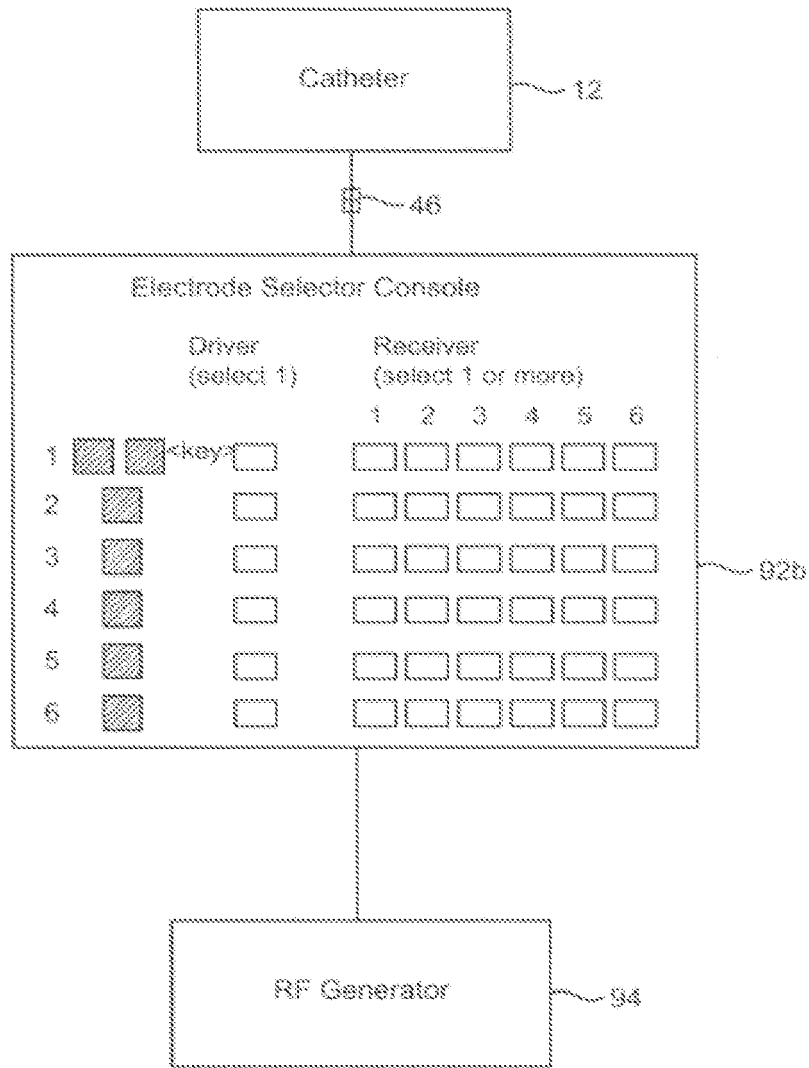 Catheter
12
46
Electrode Selector Console
Driver Receiver
(select 1) (select 1 or more)
1 2 3 4 5 6
1 <key>
2
3
92b
4
5
6
RF Generator
94